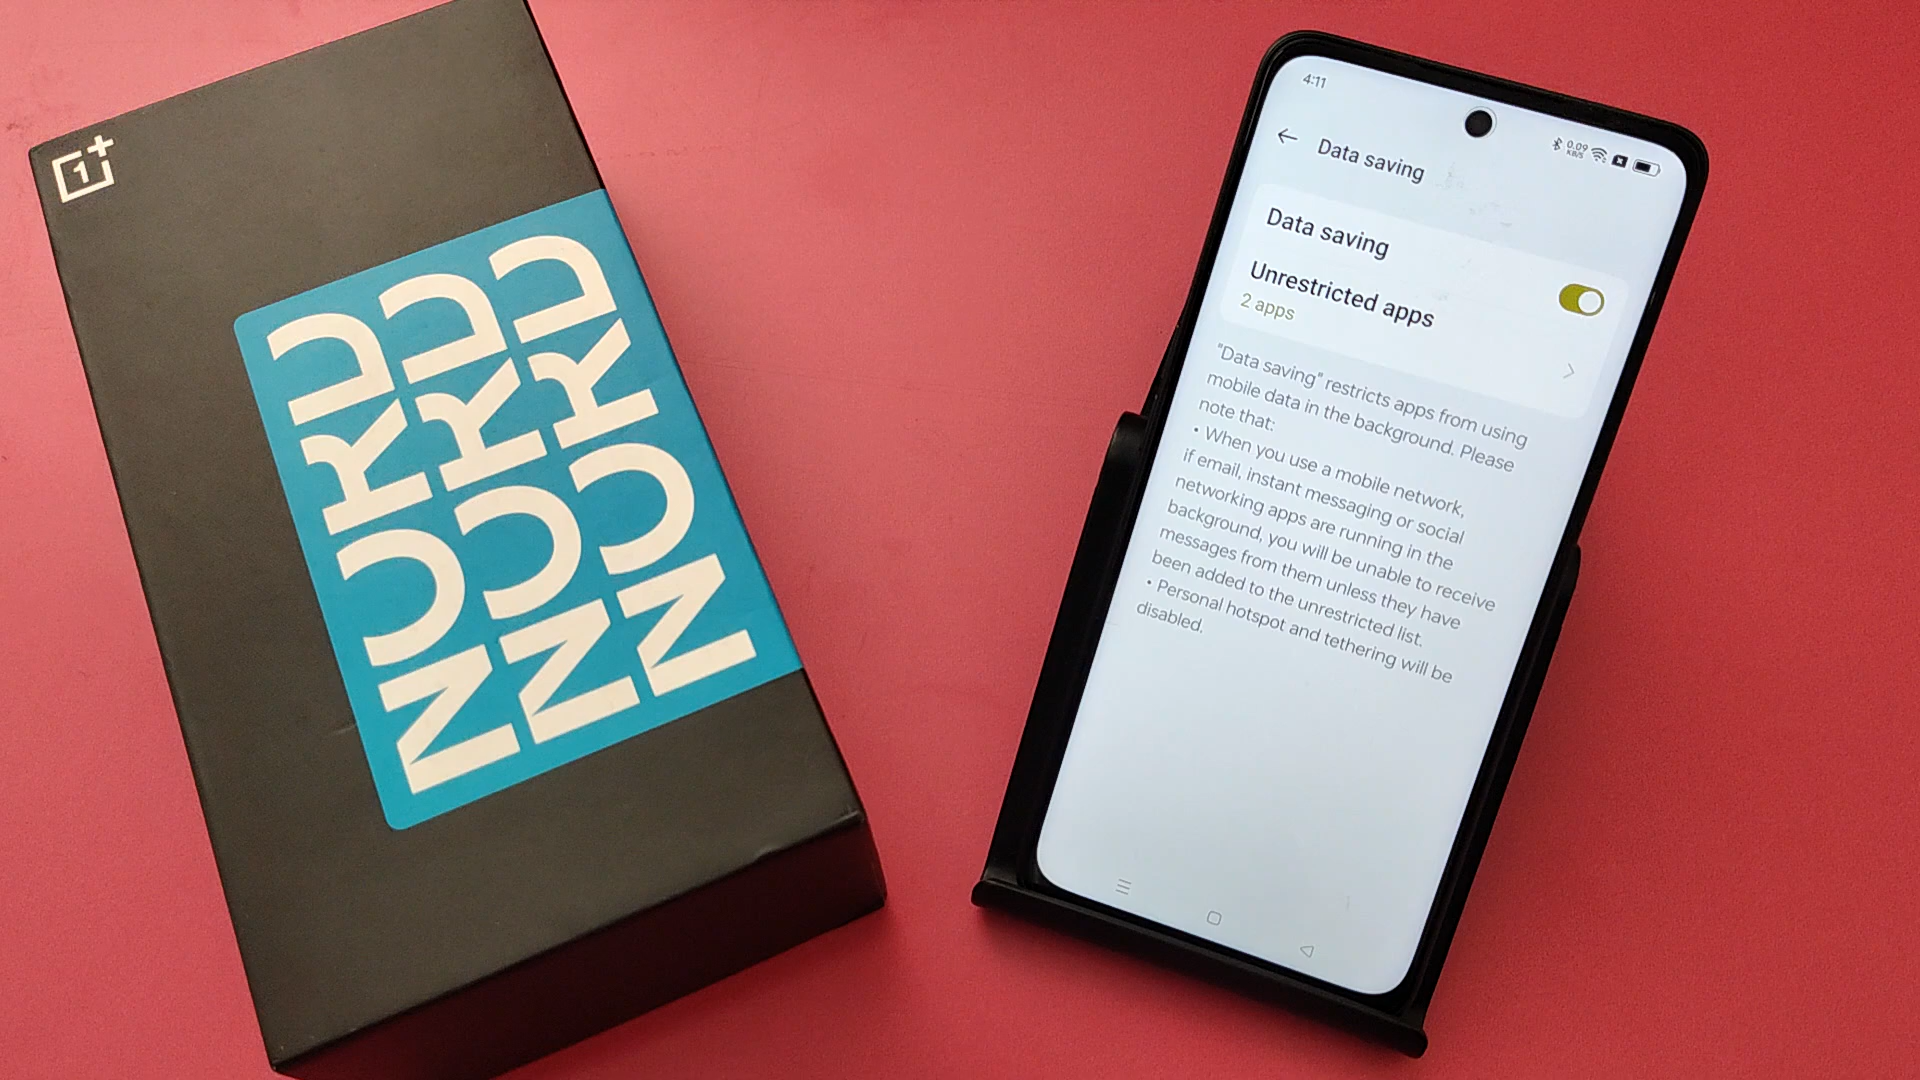 1+
NORD
NORD
NORD
4:11
0.09
KB/S
Data saving
Data saving
Unrestricted apps
2 apps
"Data saving" restricts apps from using
mobile data in the background. Please
note that:
• When you use a mobile network,
if email, instant messaging or social
networking apps are running in the
background, you will be unable to receive
messages from them unless they have
been added to the unrestricted list.
• Personal hotspot and tethering will be
disabled.